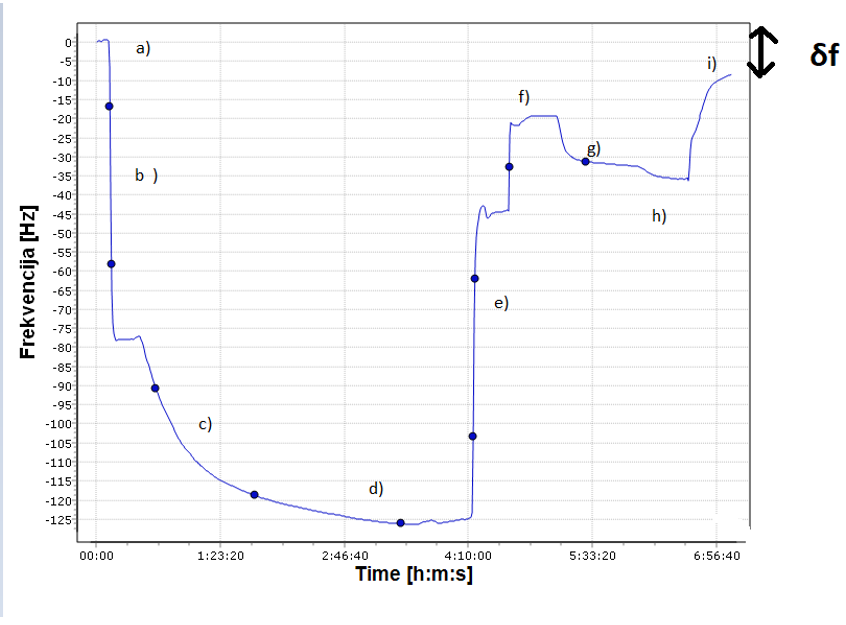 0
-5
-10
-15
-20
-25
-30
-35
-40
-45
-50
-55
-60
-65
-70
-75
-80
-85
-90
-95
-100
-105
-110
-115
-120
-125
Frekvencija [Hz]
a)
b )
c)
d)
e)
f)
g)
h)
i)
δf
00:00 1:23:20 2:46:40 4:10:00 5:33:20 6:56:40
Time [h:m:s]